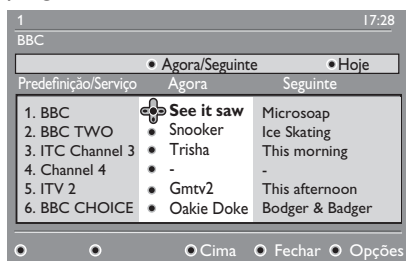 1 17:28
BBC
Agora/Seguinte Hoje
Predefinição/Serviço Agora Seguinte
1. BBC See it saw Microsoap
2. BBC TWO Snooker Ice Skating
3. ITC Channel 3 Trisha This morning
4. Channel 4 - -
5. ITV 2 Gmtv2 This afternoon
6. BBC CHOICE Oakie Doke Bodger & Badger
Cima Fechar Opções